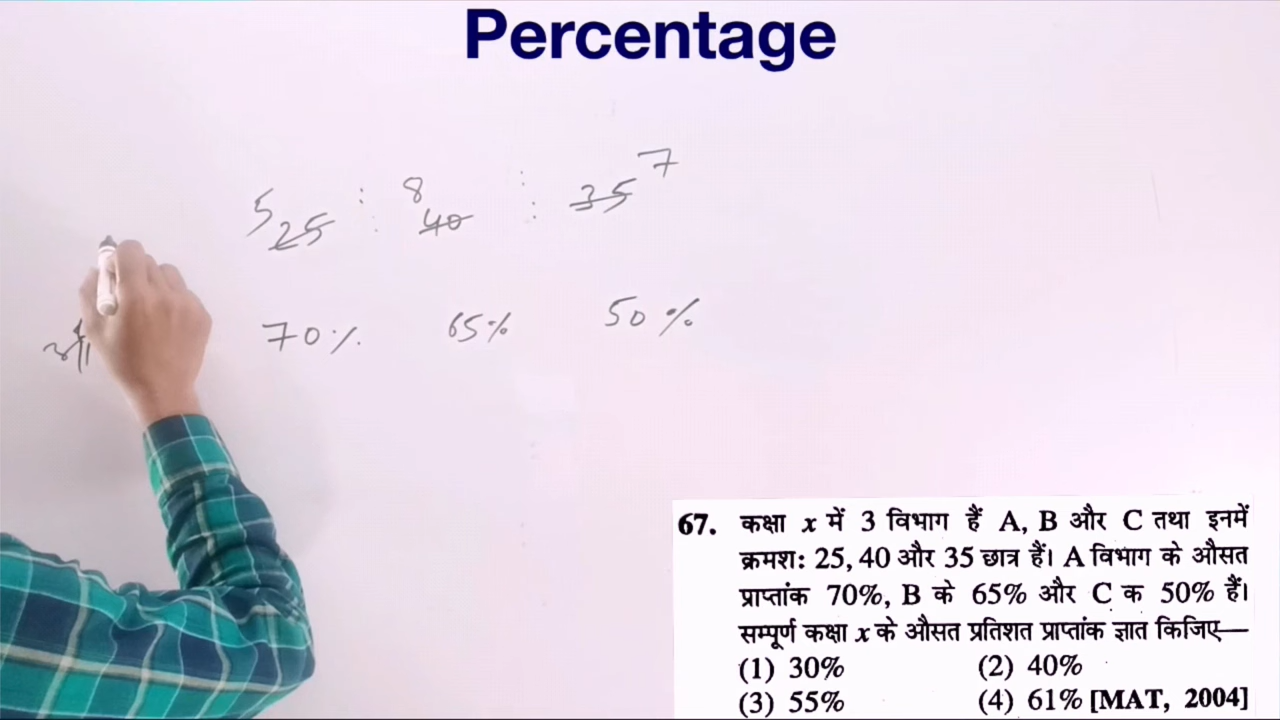 Percentage
5 : 8 : 7
25 : 40 : 35
70% 65% 50%
67. कक्षा x में 3 विभाग हैं A, B और C तथा इनमें
क्रमश: 25, 40 और 35 छात्र हैं। A विभाग के औसत
प्राप्तांक 70%, B के 65% और C क 50% हैं।
सम्पूर्ण कक्षा x के औसत प्रतिशत प्राप्तांक ज्ञात किजिए—
(1) 30% (2) 40%
(3) 55% (4) 61% [MAT, 2004]